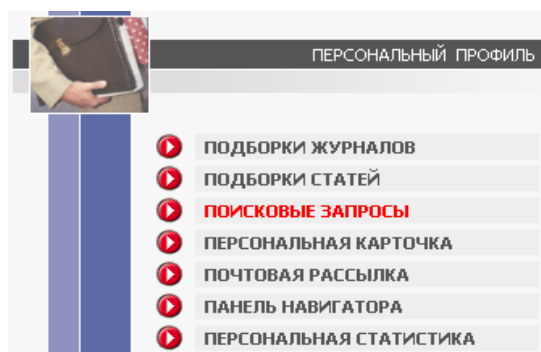 ПЕРСОНАЛЬНЫЙ ПРОФИЛЬ
ПОДБОРКИ ЖУРНАЛОВ
ПОДБОРКИ СТАТЕЙ
ПОИСКОВЫЕ ЗАПРОСЫ
ПЕРСОНАЛЬНАЯ КАРТОЧКА
ПОЧТОВАЯ РАССЫЛКА
ПАНЕЛЬ НАВИГАТОРА
ПЕРСОНАЛЬНАЯ СТАТИСТИКА